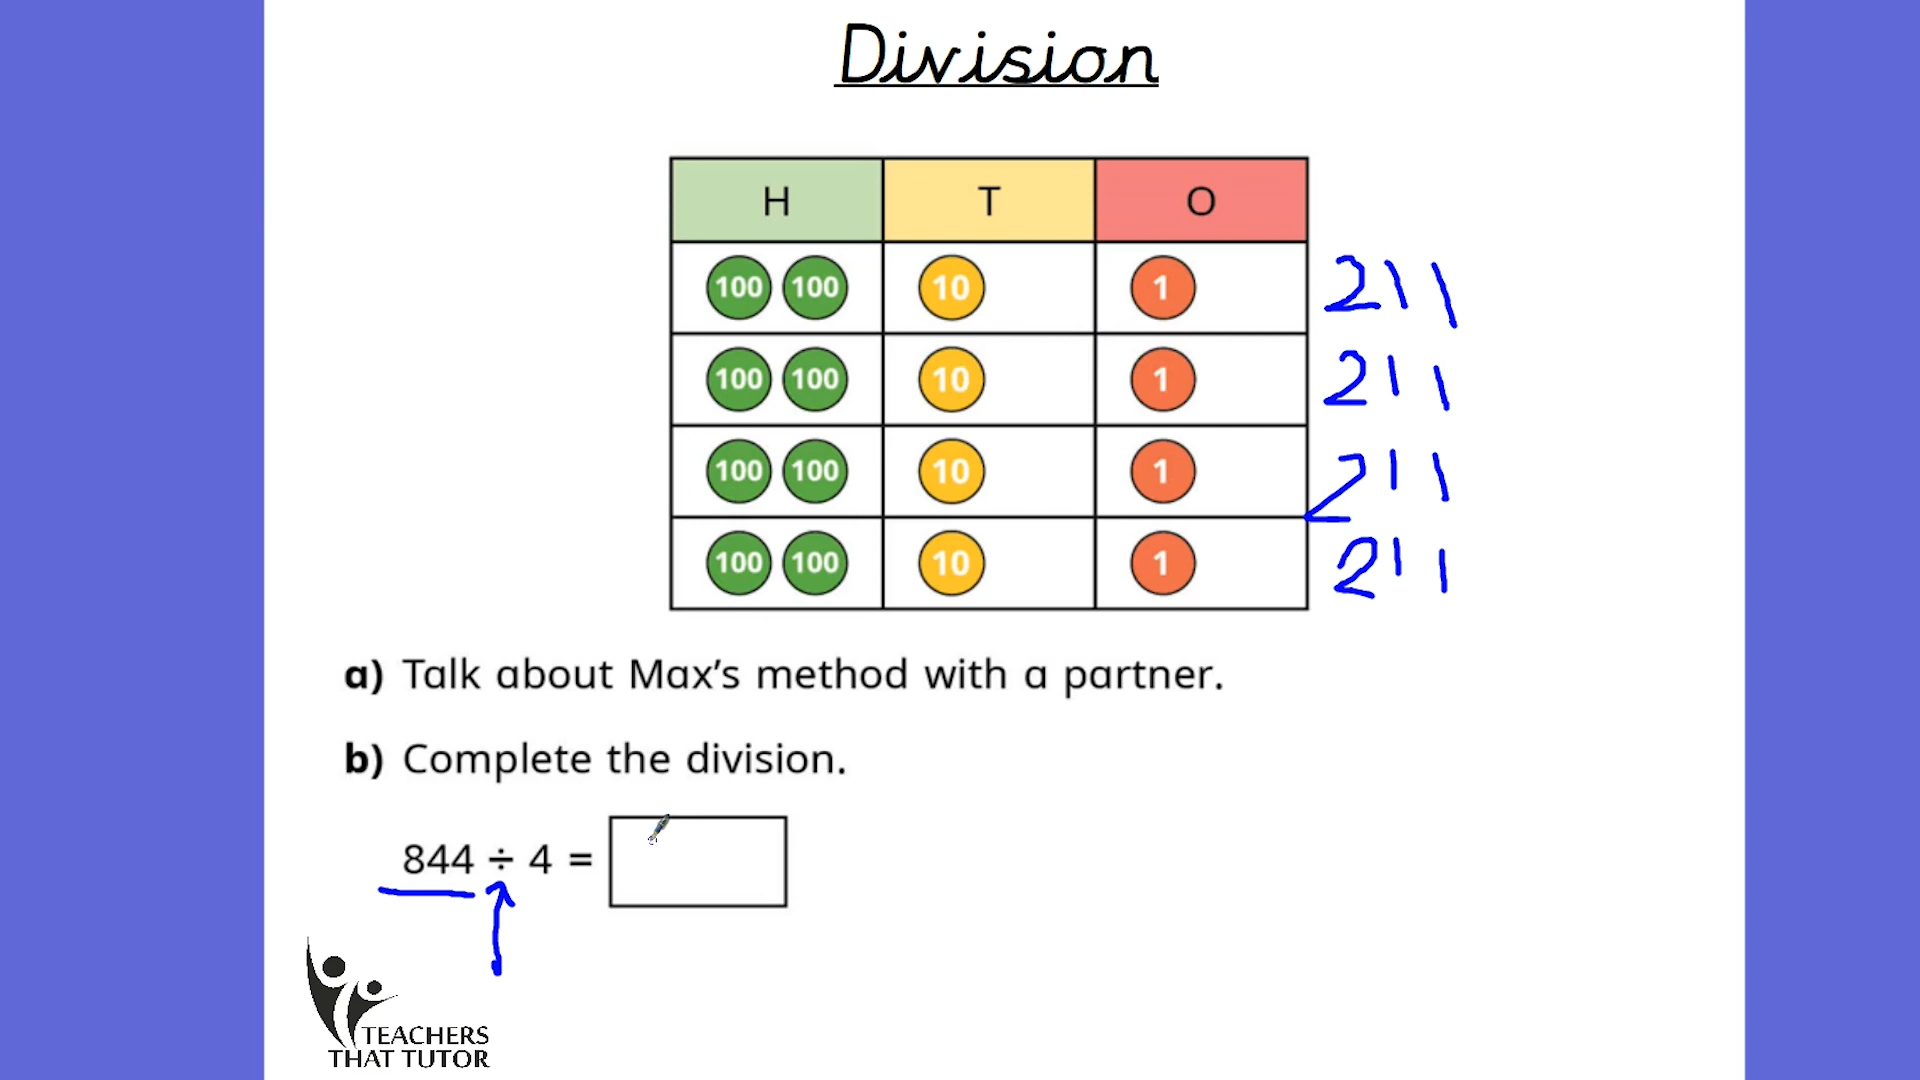 Division
H T O
100 100 10 1 211
100 100 10 1 211
100 100 10 1 211
100 100 10 1 211
a) Talk about Max's method with a partner.
b) Complete the division.
844 ÷ 4 =
TEACHERS
THAT TUTOR